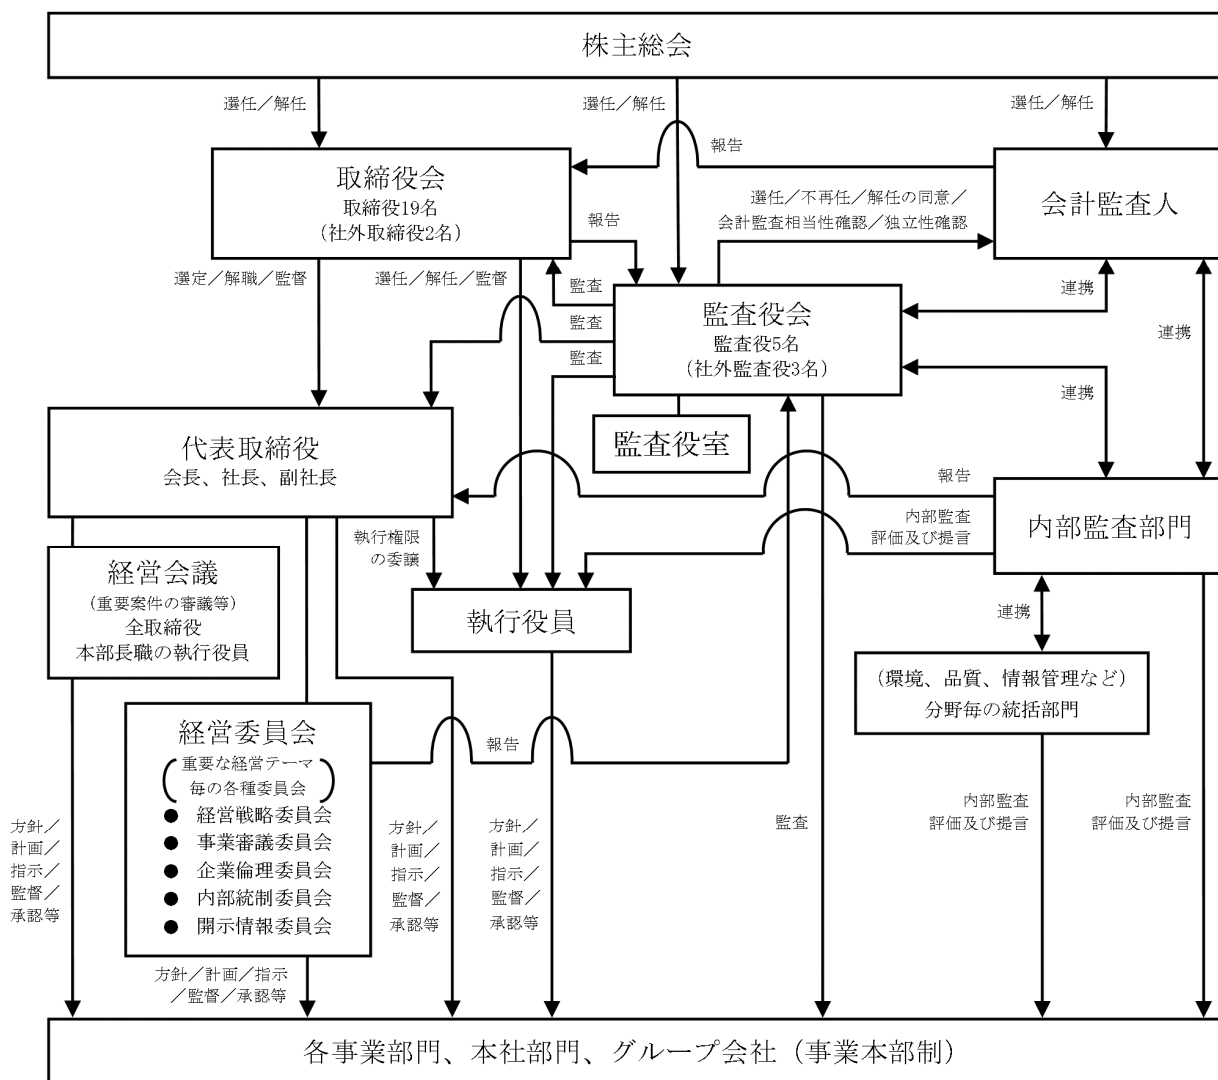 株主総会
選任／解任
選任／解任
選任／解任
報告
取締役会
取締役19名
(社外取締役2名)
会計監査人
選任／不再任／解任の同意／
会計監査相当性確認／独立性確認
報告
選定／解職／監督
選任／解任／監督
監査
監査
監査
監査役会
監査役5名
(社外監査役3名)
連携
連携
連携
監査役室
代表取締役
会長、社長、副社長
報告
内部監査
評価及び提言
内部監査部門
執行権限
の委譲
経営会議
(重要案件の審議等)
全取締役
本部長職の執行役員
執行役員
連携
(環境、品質、情報管理など)
分野毎の統括部門
経営委員会
重要な経営テーマ
毎の各種委員会
● 経営戦略委員会
● 事業審議委員会
● 企業倫理委員会
● 内部統制委員会
● 開示情報委員会
報告
方針／
計画／
指示／
監督／
承認等
方針／
計画／
指示／
監督／
承認等
方針／
計画／
指示／
監督／
承認等
監査
内部監査
評価及び提言
内部監査
評価及び提言
方針／計画／指示
／監督／承認等
各事業部門、本社部門、グループ会社（事業本部制）